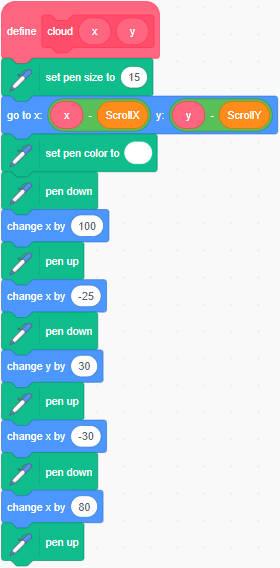 define cloud x y
set pen size to 15
go to x: x - ScrollX y: y - ScrollY
set pen color to
pen down
change x by 100
pen up
change x by -25
pen down
change y by 30
pen up
change x by -30
pen down
change x by 80
pen up